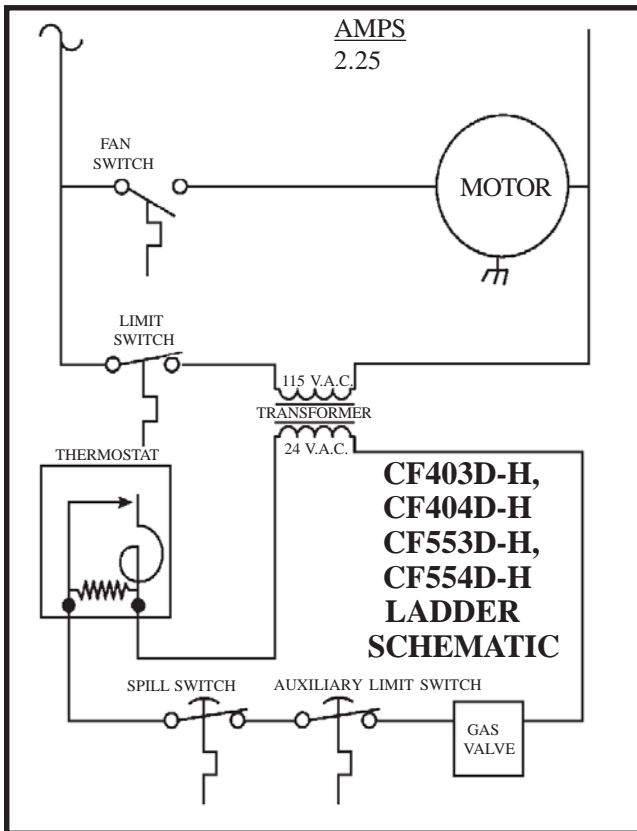 AMPS
2.25
FAN
SWITCH
MOTOR
LIMIT
SWITCH
115 V.A.C.
TRANSFORMER
24 V.A.C.
THERMOSTAT
CF403D-H,
CF404D-H
CF553D-H,
CF554D-H
LADDER
SCHEMATIC
SPILL SWITCH
AUXILIARY LIMIT SWITCH
GAS
VALVE